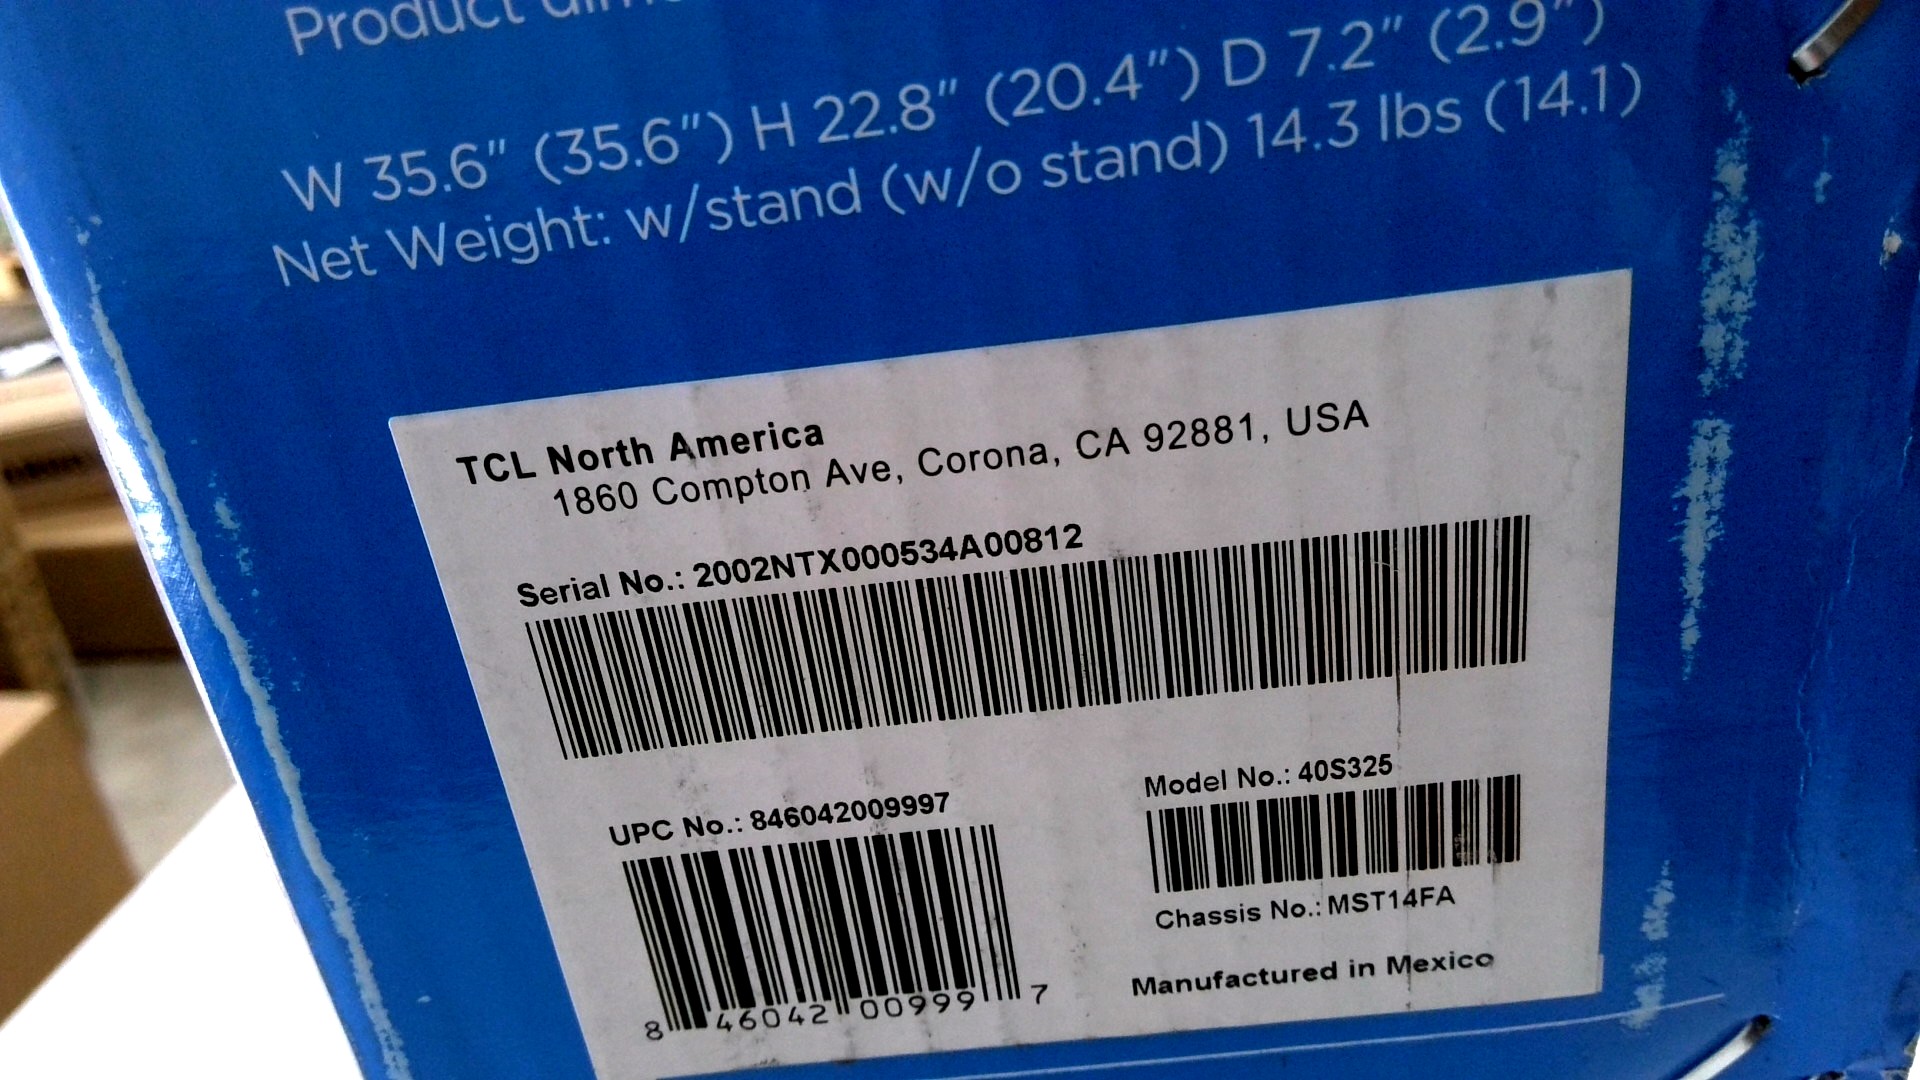 Product
W 35.6" (35.6") H 22.8" (20.4") D 7.2" (2.9")
Net Weight: w/stand (w/o stand) 14.3 lbs (14.1)
TCL North America
1860 Compton Ave, Corona, CA 92881, USA
Serial No.: 2002NTX000534A00812
UPC No.: 846042009997
8 46042 00999 7
Model No.: 40S325
Chassis No.: MST14FA
Manufactured in Mexico